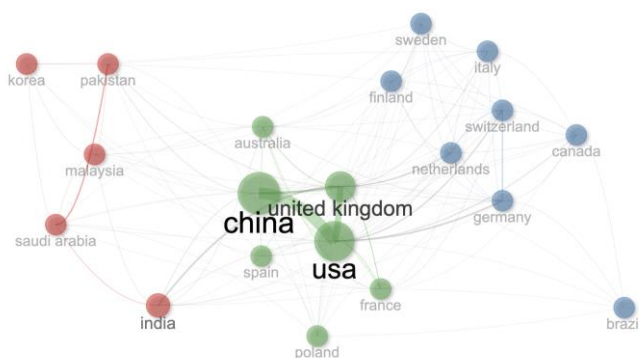 sweden
italy
korea
pakistan
finland
switzerland
australia
canada
malaysia
netherlands
united kingdom
china
germany
saudi arabia
spain
usa
france
india
brazi
poland